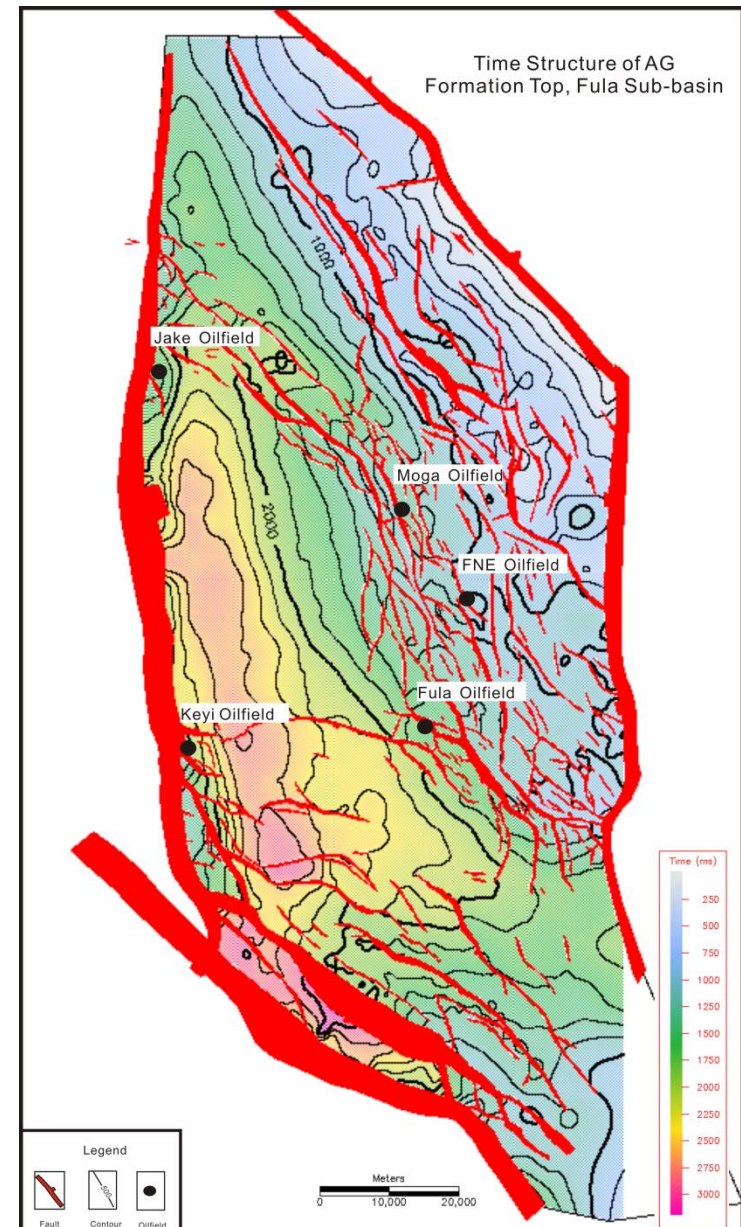 Time Structure of AG
Formation Top, Fula Sub-basin
1000
Jake Oilfield
Moga Oilfield
2000
FNE Oilfield
Fula Oilfield
Keyi Oilfield
Time (ms)
250
500
750
1000
1250
1500
1750
2000
2250
2500
2750
3000
Legend
500
Fault
Contour
Oilfield
Meters
0
10,000
20,000